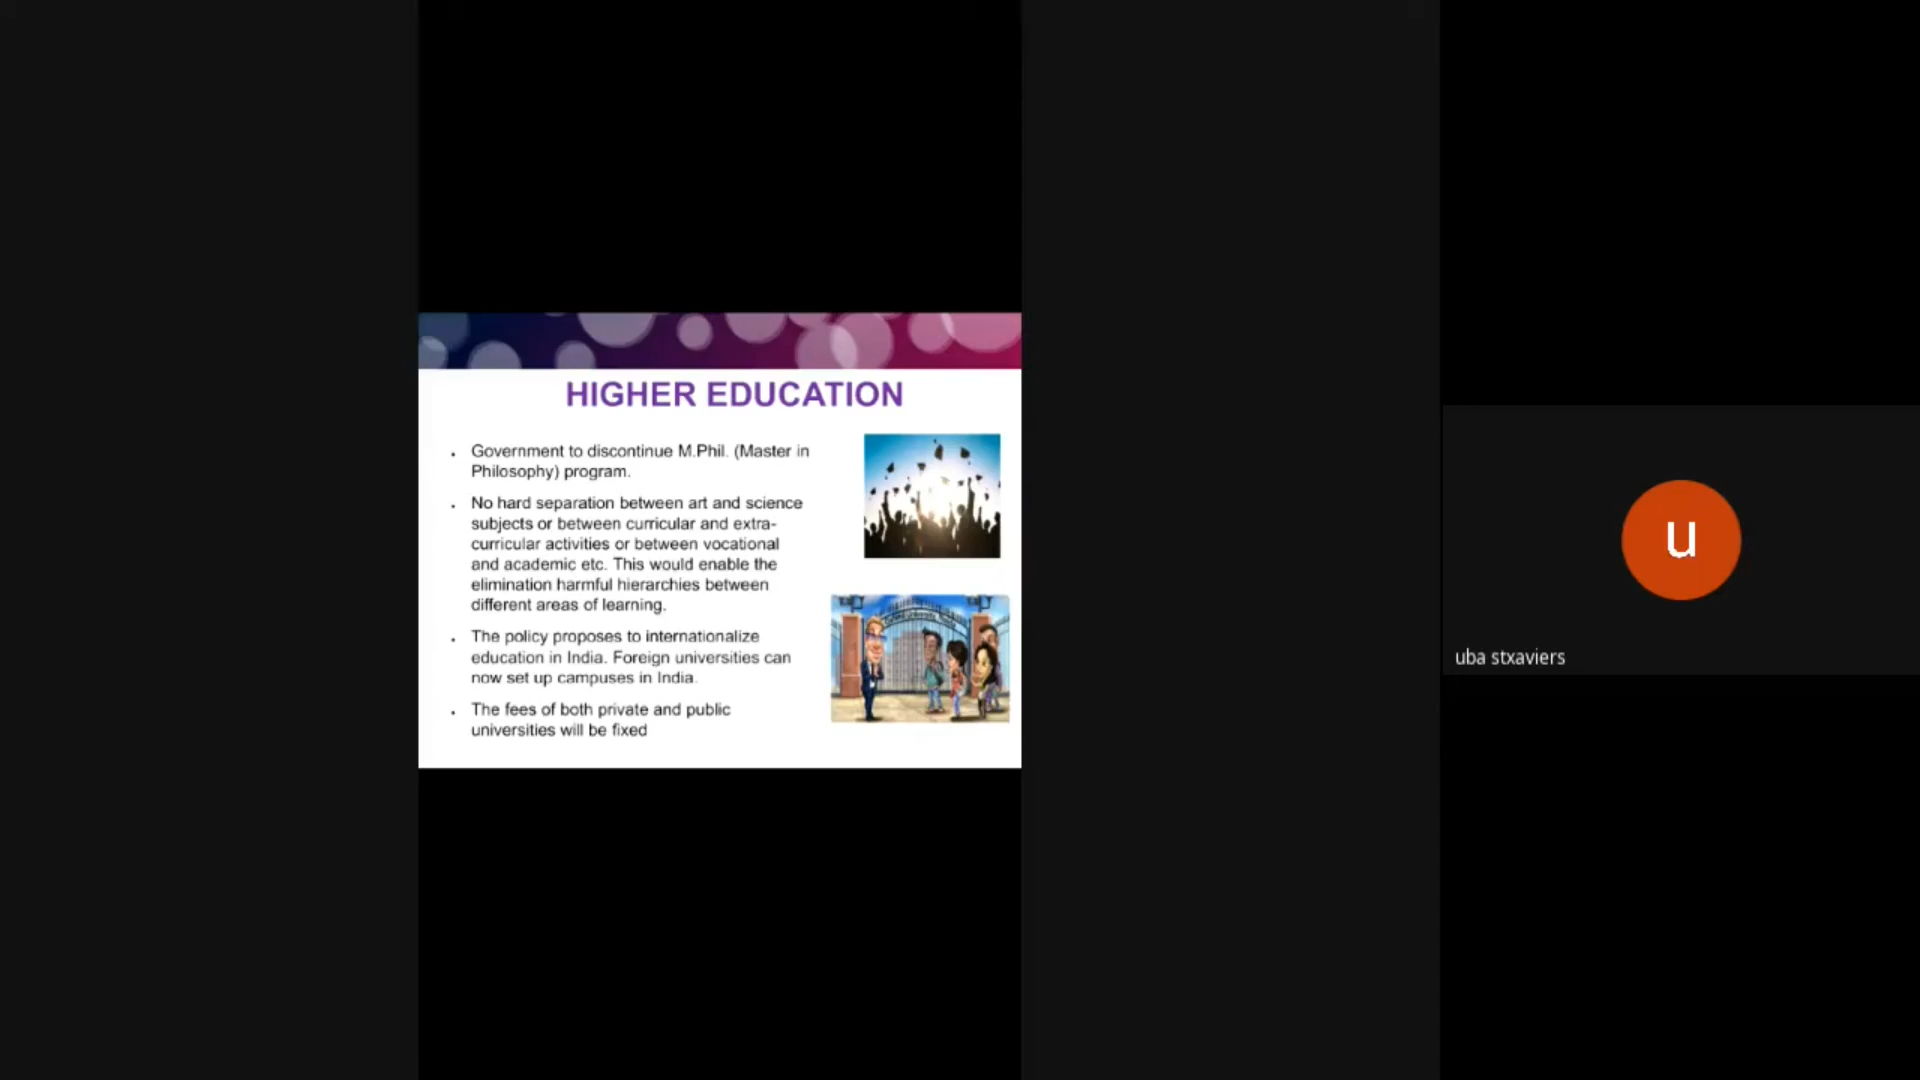 HIGHER EDUCATION
. Government to discontinue M.Phil. (Master in
Philosophy) program.
. No hard separation between art and science
subjects or between curricular and extra-
curricular activities or between vocational
and academic etc. This would enable the
elimination harmful hierarchies between
different areas of learning.
. The policy proposes to internationalize
education in India. Foreign universities can
now set up campuses in India.
. The fees of both private and public
universities will be fixed
u
uba stxaviers